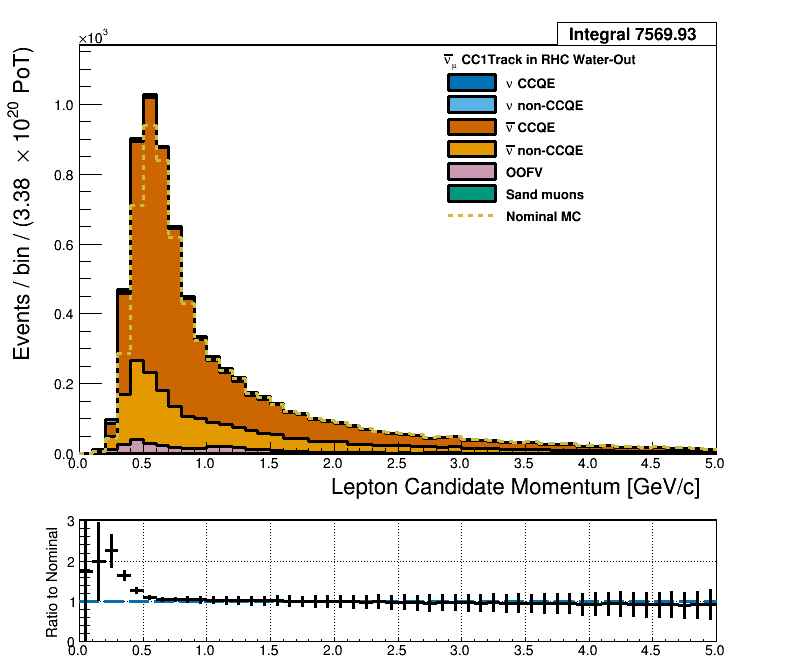 ×10³
Integral 7569.93
ν̅μ CC1Track in RHC Water-Out
ν CCQE
ν non-CCQE
ν̅ CCQE
ν̅ non-CCQE
OOFV
Sand muons
Nominal MC
Events / bin / (3.38 × 10²⁰ PoT)
1.0
0.8
0.6
0.4
0.2
0.0
0.0 0.5 1.0 1.5 2.0 2.5 3.0 3.5 4.0 4.5 5.0
Lepton Candidate Momentum [GeV/c]
Ratio to Nominal
3
2
1
0
0.0 0.5 1.0 1.5 2.0 2.5 3.0 3.5 4.0 4.5 5.0